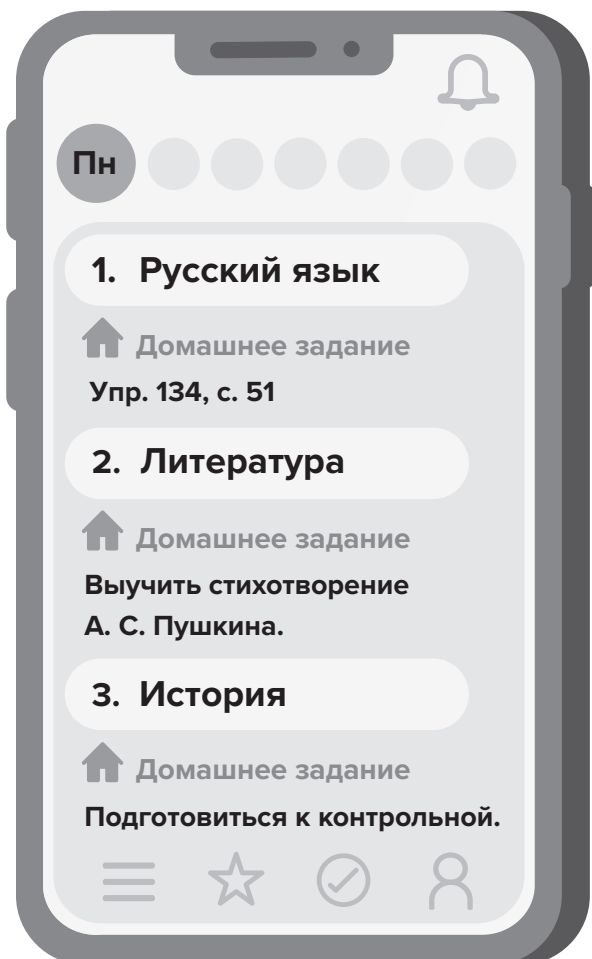 Пн
1. Русский язык
Домашнее задание
Упр. 134, с. 51
2. Литература
Домашнее задание
Выучить стихотворение
А. С. Пушкина.
3. История
Домашнее задание
Подготовиться к контрольной.